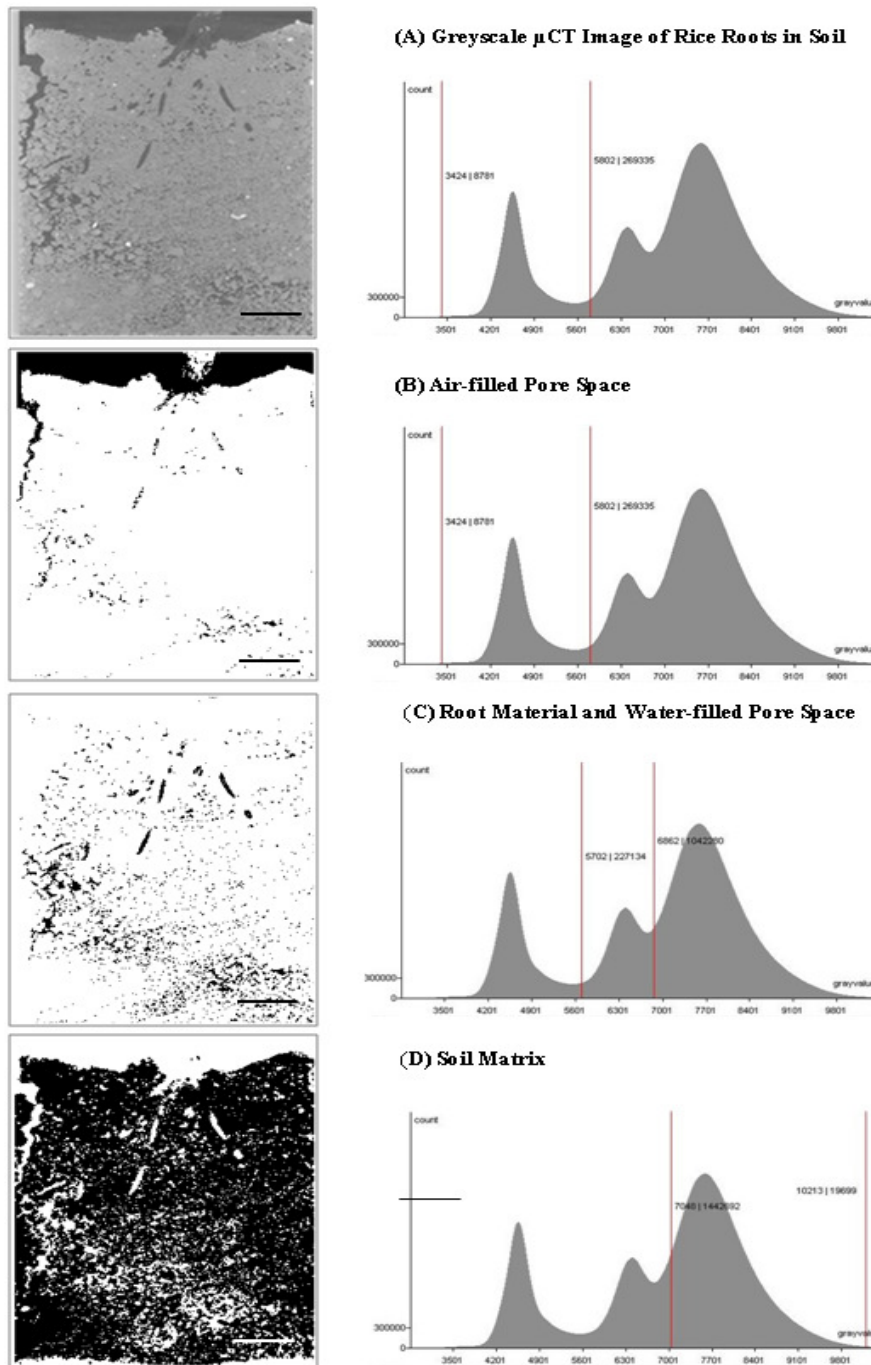 (A) Greyscale µCT Image of Rice Roots in Soil
count
3424 | 8781
5802 | 269335
300000
grayvalu
3501 4201 4901 5601 6301 7001 7701 8401 9101 9801
(B) Air-filled Pore Space
count
3424 | 8781
5802 | 269335
300000
grayvalu
3501 4201 4901 5601 6301 7001 7701 8401 9101 9801
(C) Root Material and Water-filled Pore Space
count
6862 | 1042280
5702 | 227134
300000
grayvalu
3501 4201 4901 5601 6301 7001 7701 8401 9101 9801
(D) Soil Matrix
count
10213 | 19699
300000
grayvalu
3501 4201 4901 5601 6301 7001 7701 8401 9101 9801